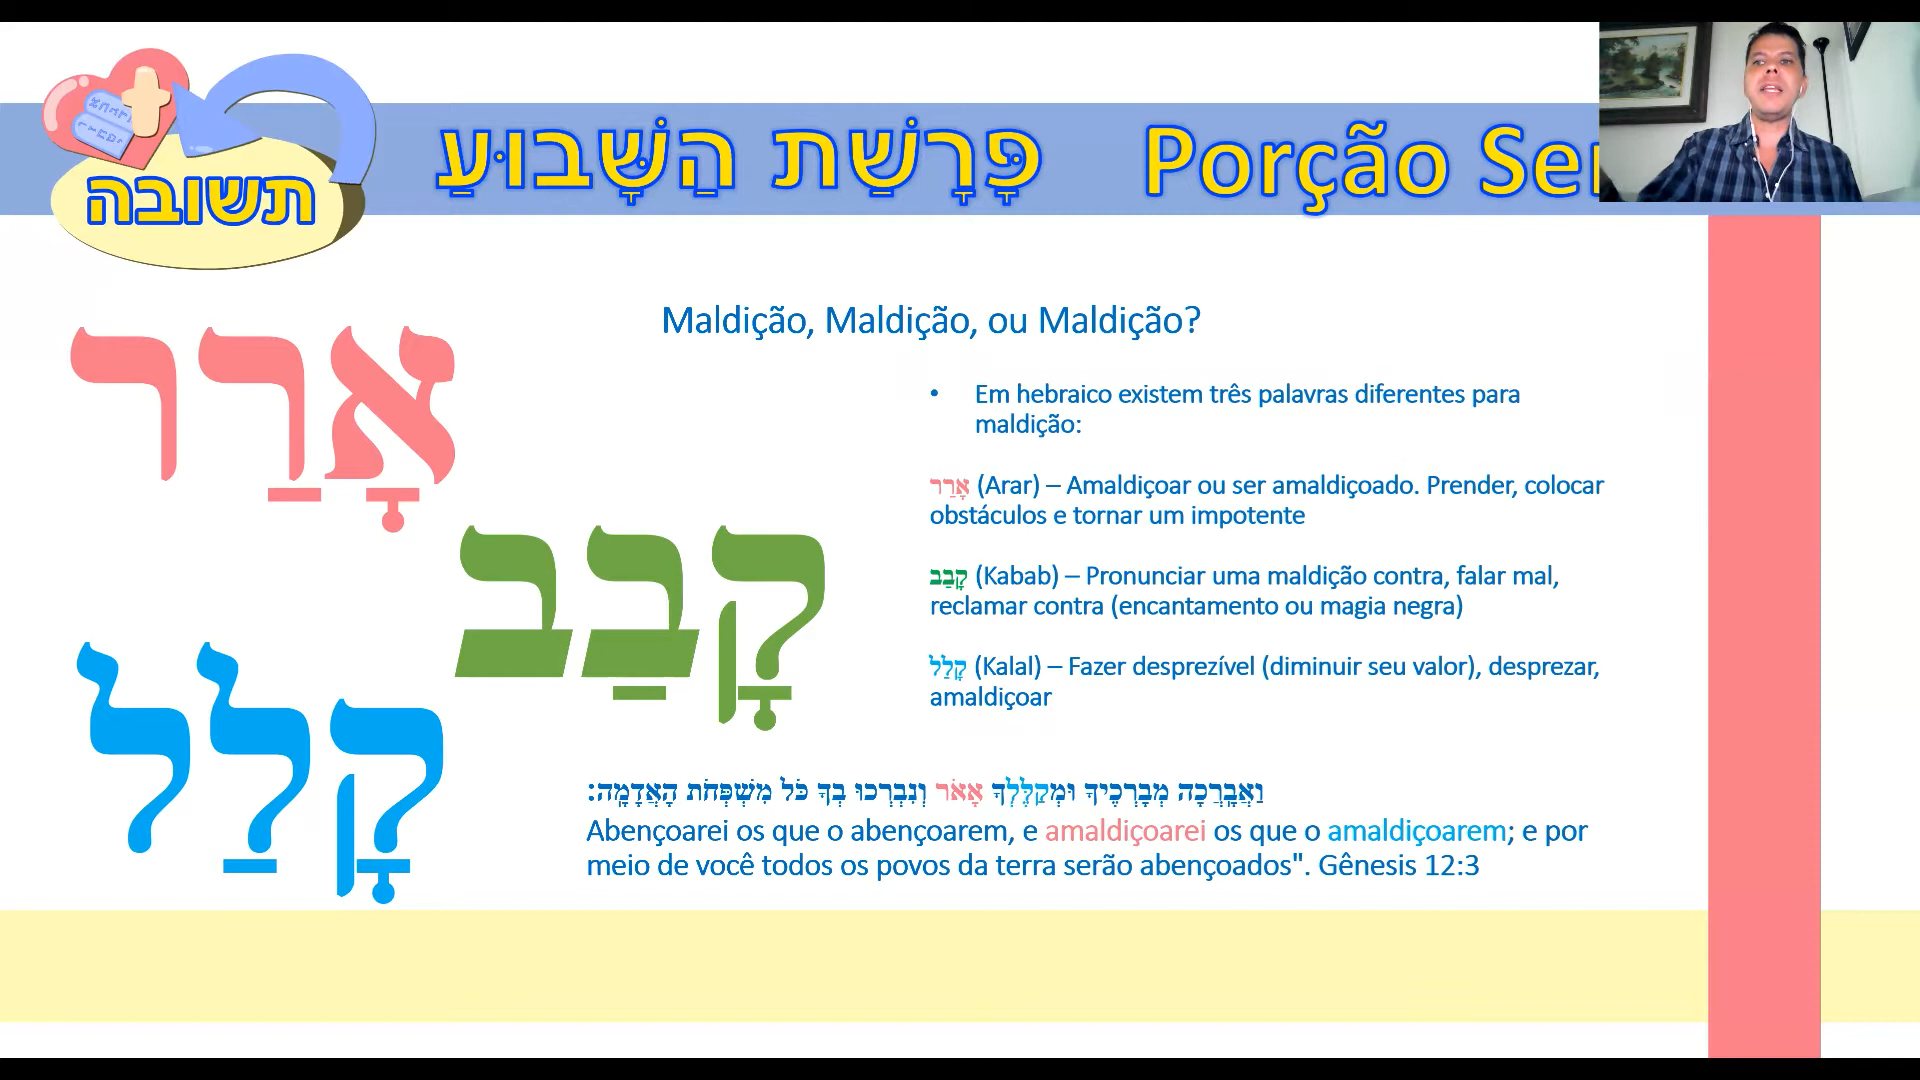 תשובה
פָּרָשַׁת הַשָּׁבוּעַ Porção
Maldição, Maldição, ou Maldição?
אָרַר
קָבַב
קָלַל
• Em hebraico existem três palavras diferentes para
maldição:
אָרַר (Arar) – Amaldiçoar ou ser amaldiçoado. Prender, colocar
obstáculos e tornar um impotente
קָבַב (Kabab) – Pronunciar uma maldição contra, falar mal,
reclamar contra (encantamento ou magia negra)
קָלַל (Kalal) – Fazer desprezível (diminuir seu valor), desprezar,
amaldiçoar
וַאֲבָרֲכָה מְבָרְכֶיךָ וּמְקַלֶּלְךָ אָאֹר וְנִבְרְכוּ בְךָ כֹּל מִשְׁפְּחֹת הָאֲדָמָה׃
Abençoarei os que o abençoarem, e amaldiçoarei os que o amaldiçoarem; e por
meio de você todos os povos da terra serão abençoados". Gênesis 12:3